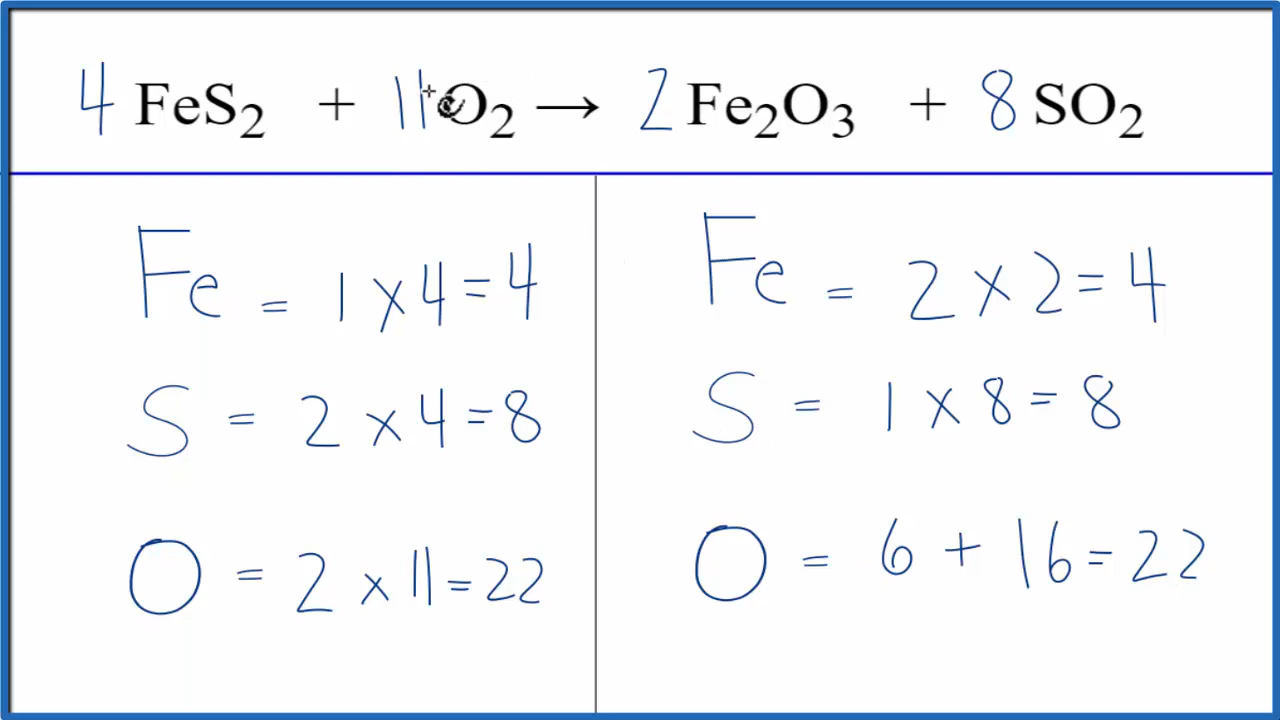 4 FeS₂ + 11 O₂ → 2 Fe₂O₃ + 8 SO₂
Fe = 1 x 4 = 4
S = 2 x 4 = 8
O = 2 x 11 = 22
Fe = 2 x 2 = 4
S = 1 x 8 = 8
O = 6 + 16 = 22